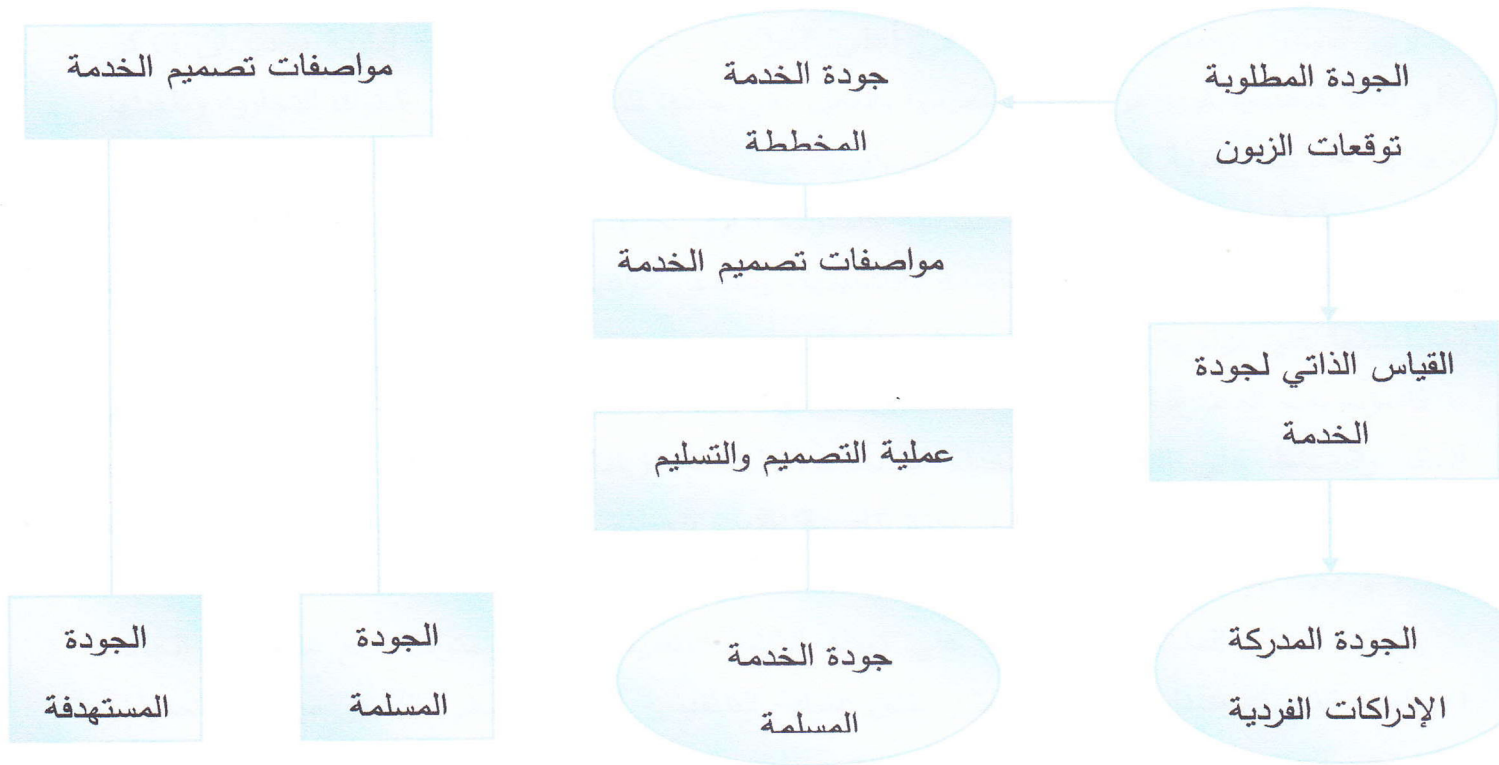 الجودة المطلوبة
توقعات الزبون
جودة الخدمة
المخططة
مواصفات تصميم الخدمة
مواصفات تصميم الخدمة
القياس الذاتي لجودة
الخدمة
عملية التصميم والتسليم
الجودة المدركة
الإدراكات الفردية
جودة الخدمة
المسلمة
الجودة
المسلمة
الجودة
المستهدفة